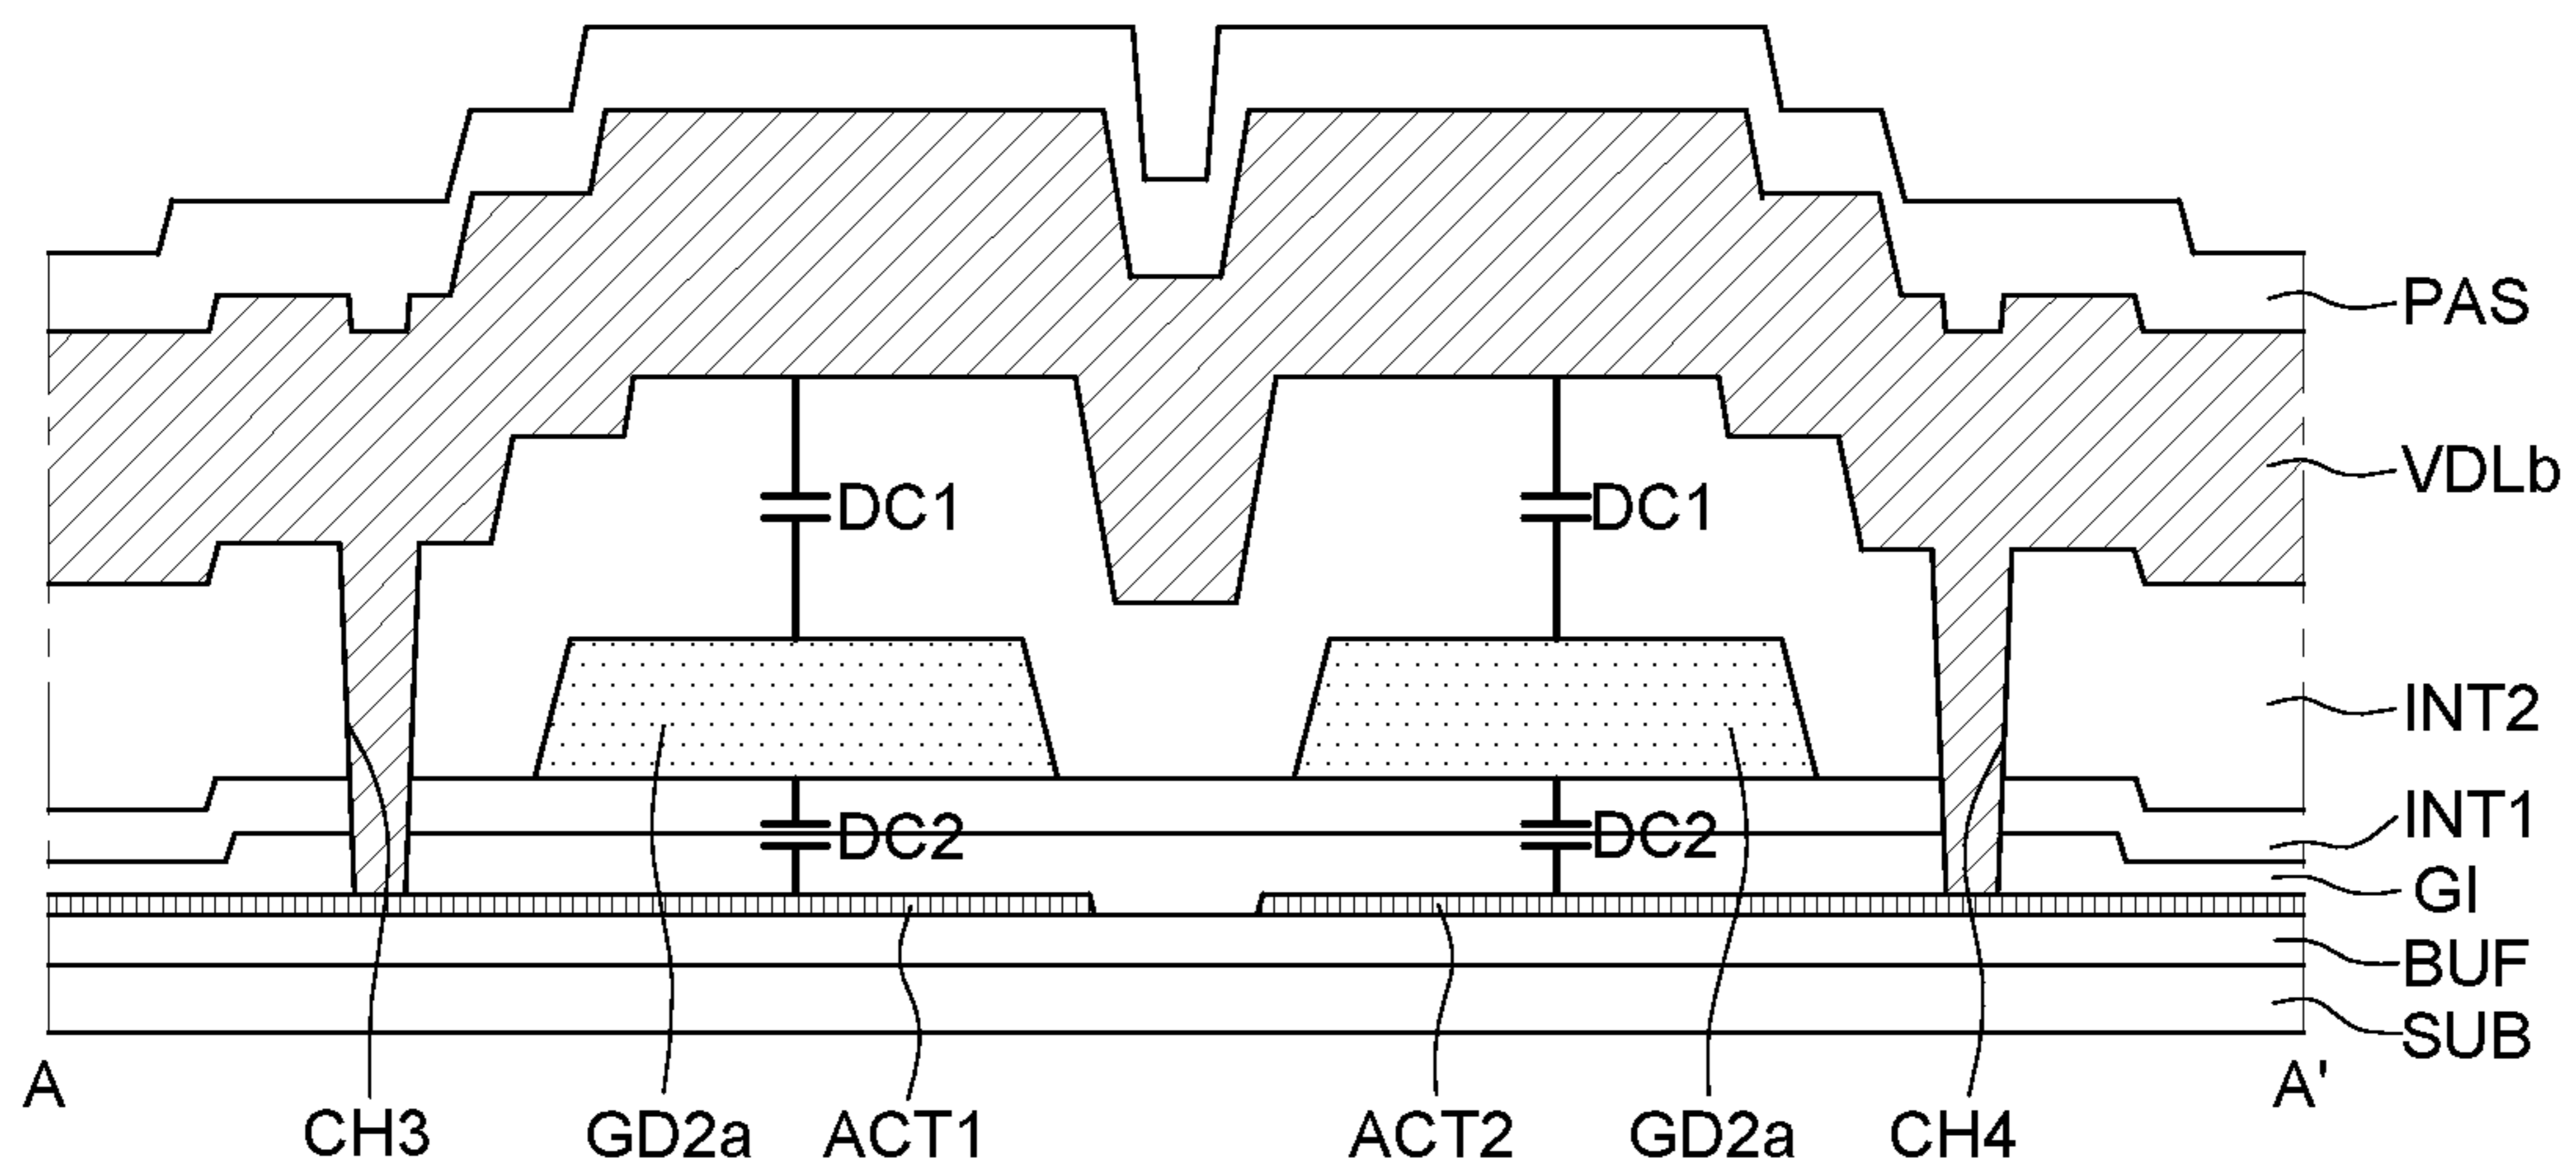 PAS
VDLb
DC1 DC1
INT2
INT1
DC2 DC2
GI
BUF
SUB
A A'
CH3 GD2a ACT1 ACT2 GD2a CH4